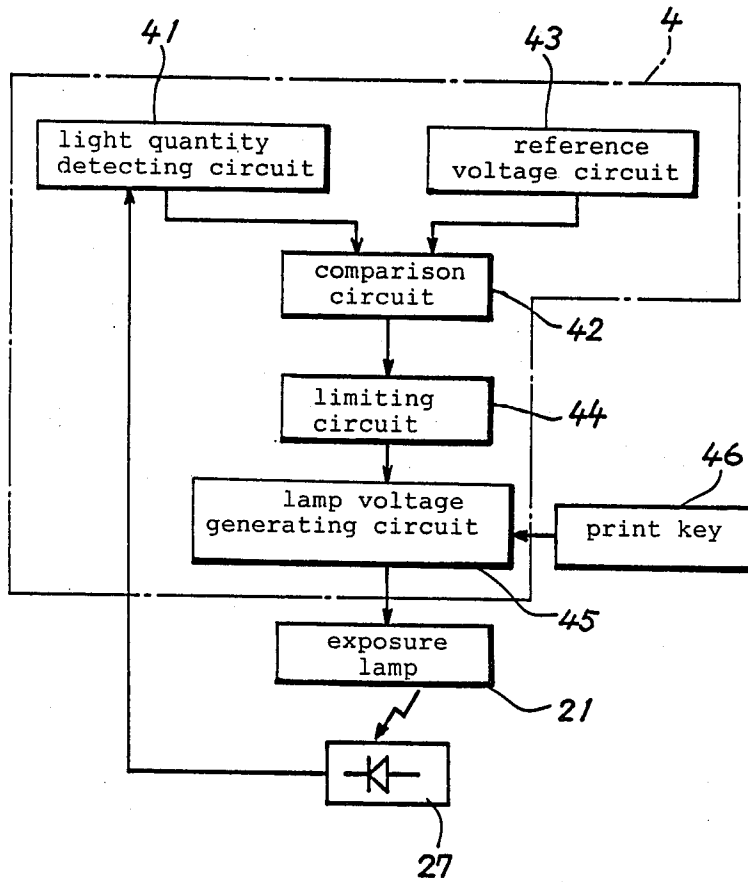 41
43
4
light quantity
detecting circuit
reference
voltage circuit
comparison
circuit
42
limiting
circuit
44
46
lamp voltage
generating circuit
print key
45
exposure
lamp
21
27